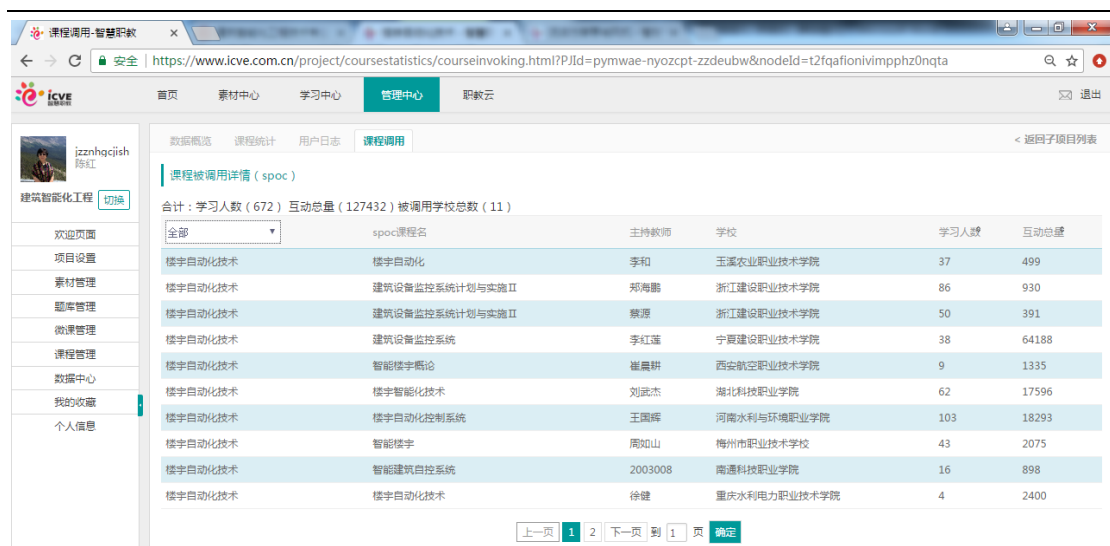 课程调用-智慧职教
安全 https://www.icve.com.cn/project/coursestatistics/courseinvoking.html?PJId=pymwae-nyozcpt-zzdeubw&nodeId=t2fqafionivimpphz0nqta
icve 智慧职教 首页 素材中心 学习中心 管理中心 职教云 退出
jzznhgcjish
陈红
建筑智能化工程 切换
欢迎页面
项目设置
素材管理
题库管理
微课管理
课程管理
数据中心
我的收藏
个人信息
数据概览 课程统计 用户日志 课程调用 < 返回子项目列表
课程被调用详情（spoc）
合计：学习人数（672） 互动总量（127432）被调用学校总数（11）
全部 spoc课程名 主持教师 学校 学习人数 互动总量
楼宇自动化技术 楼宇自动化 李和 玉溪农业职业技术学院 37 499
楼宇自动化技术 建筑设备监控系统计划与实施Ⅱ 郑海鹏 浙江建设职业技术学院 86 930
楼宇自动化技术 建筑设备监控系统计划与实施Ⅱ 蔡源 浙江建设职业技术学院 50 391
楼宇自动化技术 建筑设备监控系统 李红莲 宁夏建设职业技术学院 38 64188
楼宇自动化技术 智能楼宇概论 崔晨耕 西安航空职业技术学院 9 1335
楼宇自动化技术 楼宇智能化技术 刘武杰 湖北科技职业学院 62 17596
楼宇自动化技术 楼宇自动化控制系统 王国辉 河南水利与环境职业学院 103 18293
楼宇自动化技术 智能楼宇 周如山 梅州市职业技术学校 43 2075
楼宇自动化技术 智能建筑自控系统 2003008 南通科技职业学院 16 898
楼宇自动化技术 楼宇自动化技术 徐健 重庆水利电力职业技术学院 4 2400
上一页 1 2 下一页 到 1 页 确定